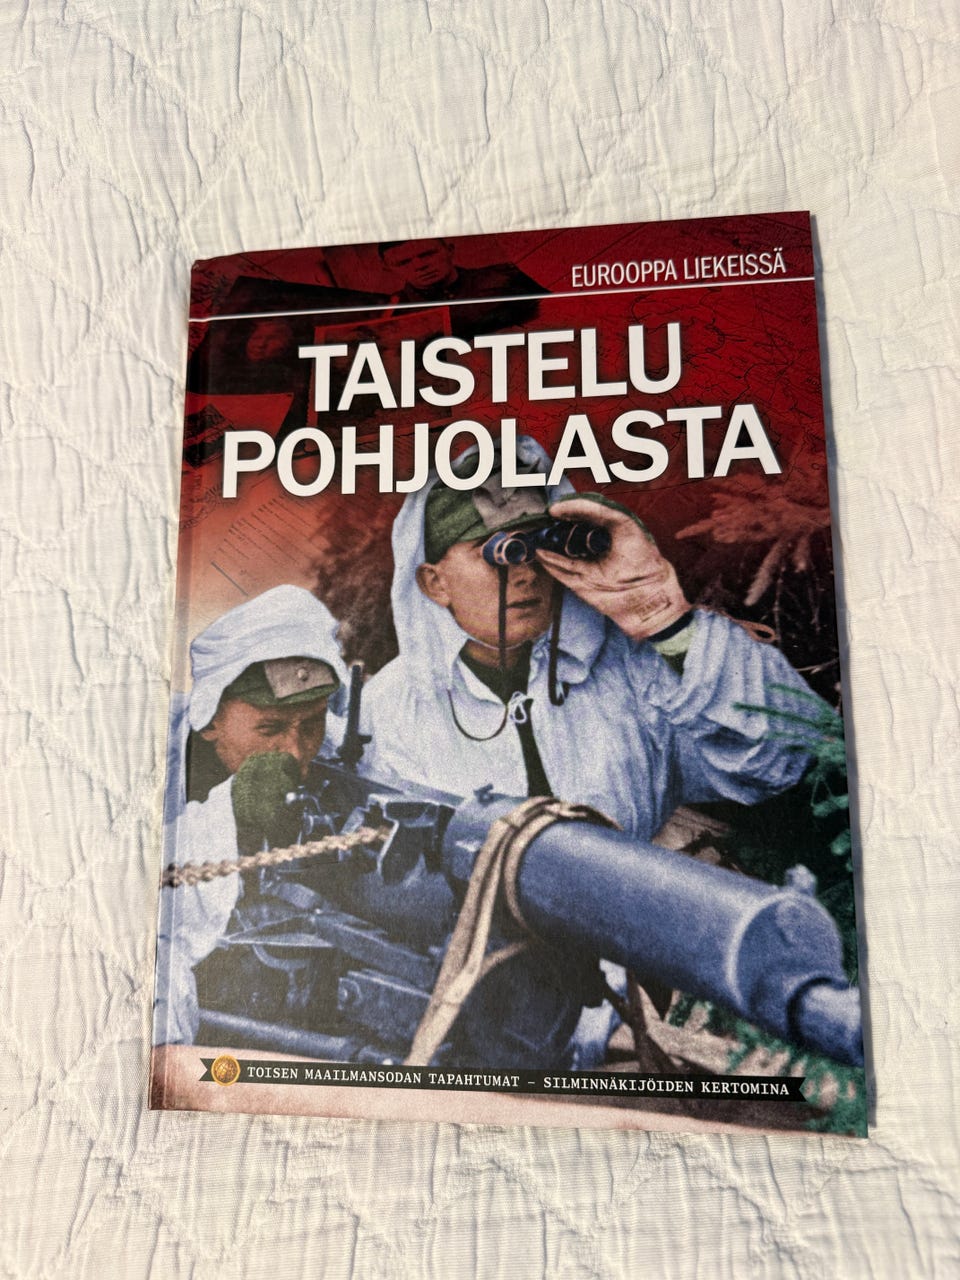 EUROOPPA LIEKEISSÄ
TAISTELU
POHJOLASTA
TOISEN MAAILMANSODAN TAPAHTUMAT – SILMINNÄKIJÖIDEN KERTOMINA